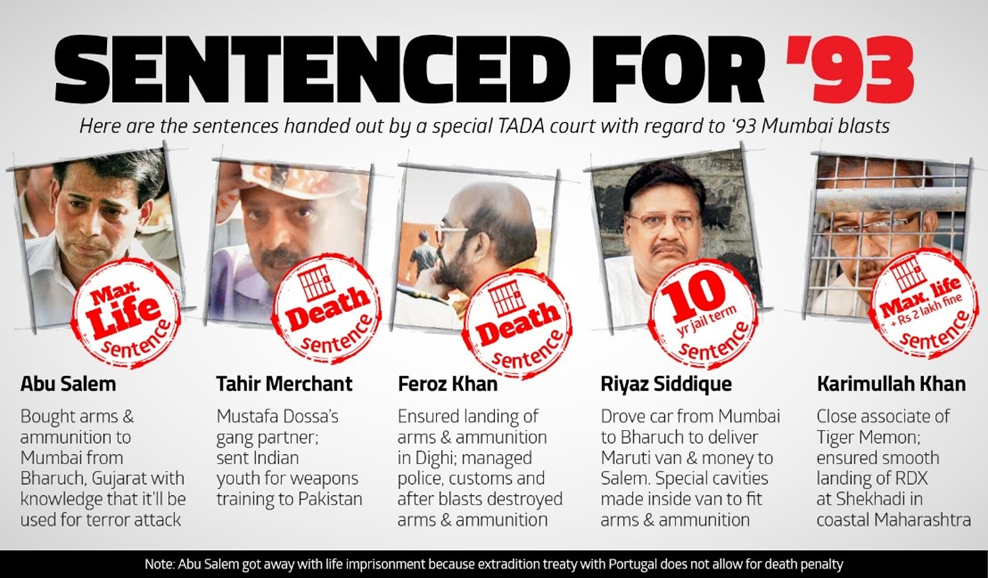 SENTENCED FOR '93
Here are the sentences handed out by a special TADA court with regard to '93 Mumbai blasts
Max.
Life
sentence
Death
sentence
Death
sentence
10
yr jail term
sentence
Max. life
+ Rs 2 lakh fine
sentence
Abu Salem
Bought arms &
ammunition to
Mumbai from
Bharuch, Gujarat with
knowledge that it'll be
used for terror attack
Tahir Merchant
Mustafa Dossa's
gang partner;
sent Indian
youth for weapons
training to Pakistan
Feroz Khan
Ensured landing of
arms & ammunition
in Dighi; managed
police, customs and
after blasts destroyed
arms & ammunition
Riyaz Siddique
Drove car from Mumbai
to Bharuch to deliver
Maruti van & money to
Salem. Special cavities
made inside van to fit
arms & ammunition
Karimullah Khan
Close associate of
Tiger Memon;
ensured smooth
landing of RDX
at Shekhadi in
coastal Maharashtra
Note: Abu Salem got away with life imprisonment because extradition treaty with Portugal does not allow for death penalty